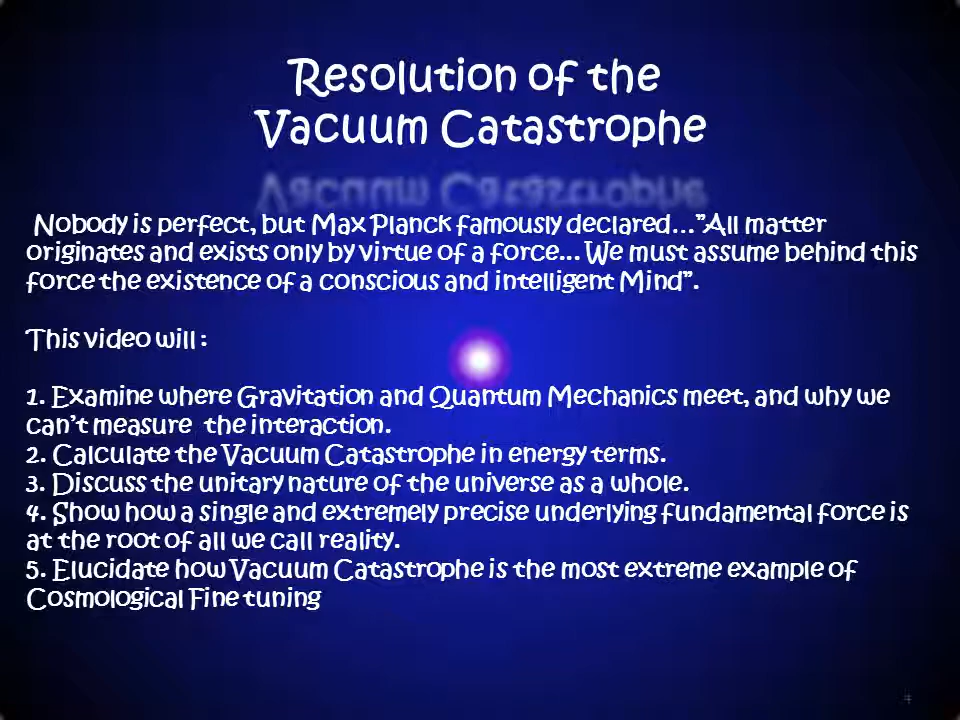 Resolution of the
Vacuum Catastrophe
Nobody is perfect, but Max Planck famously declared…"All matter
originates and exists only by virtue of a force... We must assume behind this
force the existence of a conscious and intelligent Mind".
This video will :
1. Examine where Gravitation and Quantum Mechanics meet, and why we
can't measure the interaction.
2. Calculate the Vacuum Catastrophe in energy terms.
3. Discuss the unitary nature of the universe as a whole.
4. Show how a single and extremely precise underlying fundamental force is
at the root of all we call reality.
5. Elucidate how Vacuum Catastrophe is the most extreme example of
Cosmological Fine tuning
4